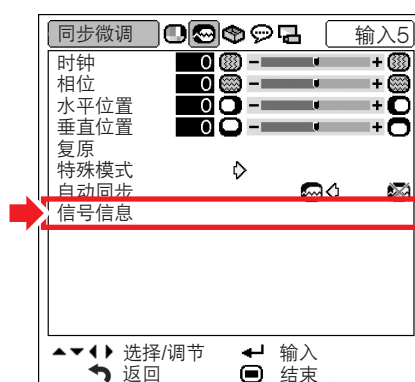 同步微调 输入5
时钟 0 - +
相位 0 - +
水平位置 0 - +
垂直位置 0 - +
复原
特殊模式
自动同步
信号信息
选择/调节 输入
返回 结束